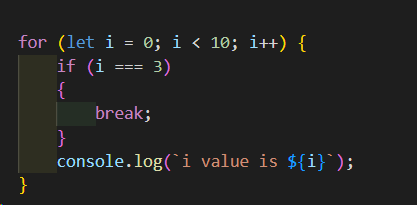 for (let i = 0; i < 10; i++) {
    if (i === 3)
    {
        break;
    }
    console.log(`i value is ${i}`);
}